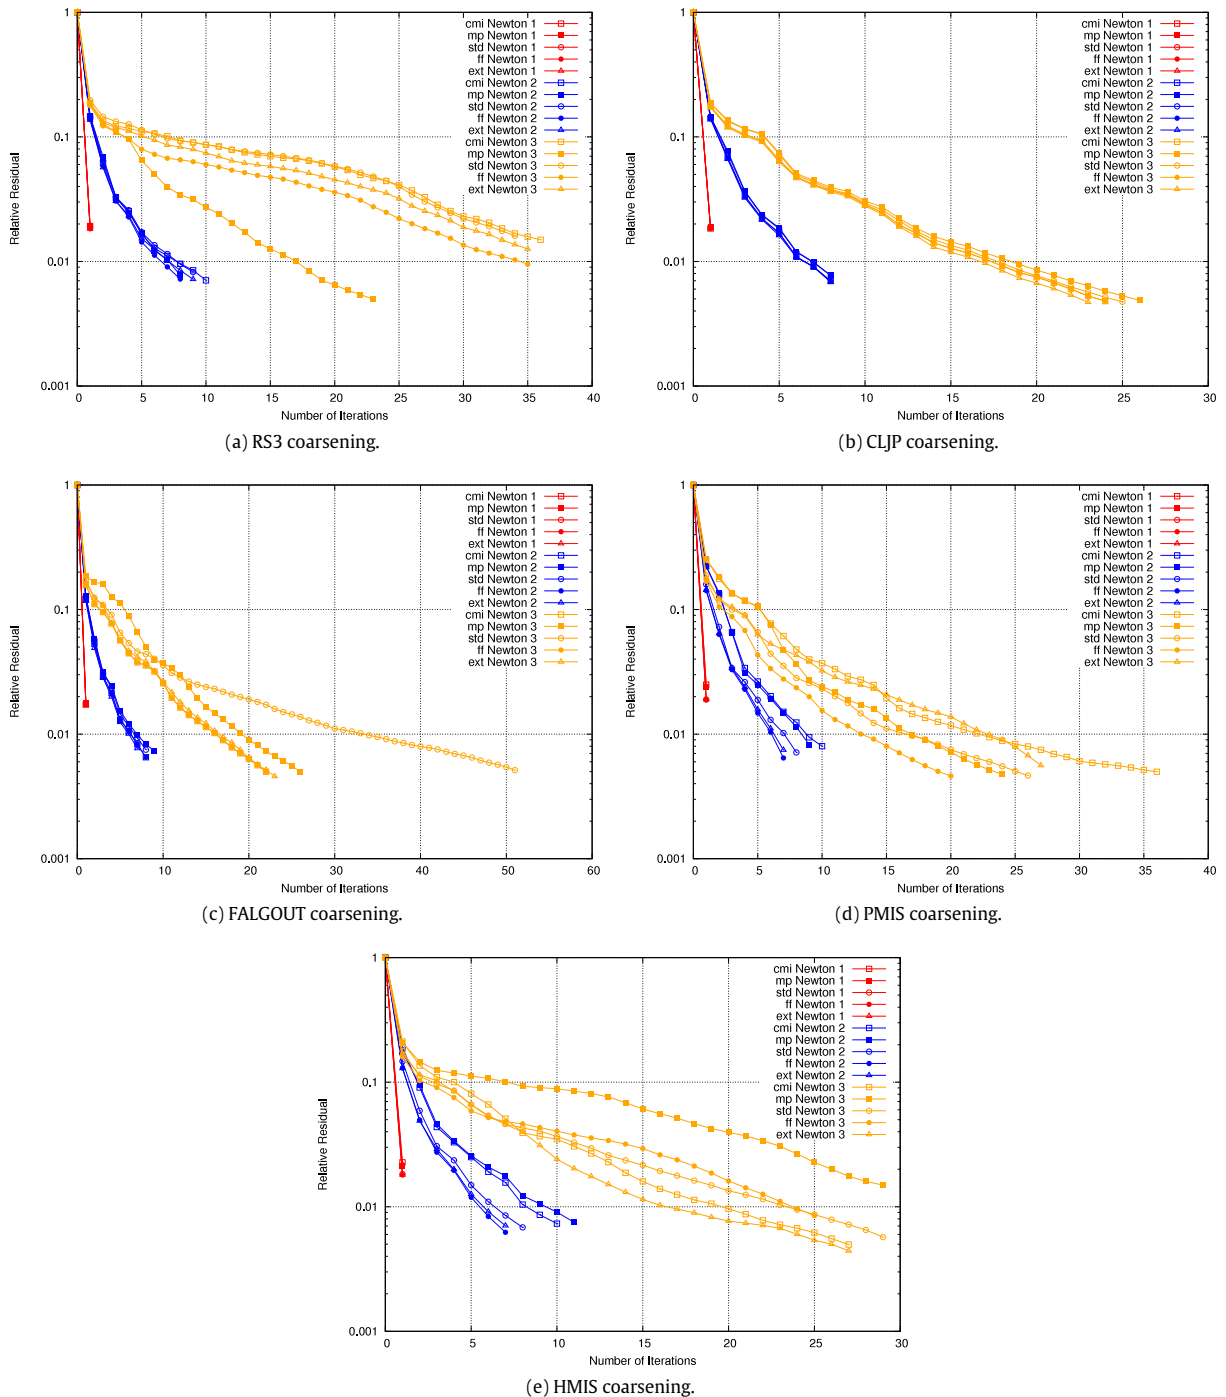 1
0.1
0.01
0.001
Relative Residual
0 5 10 15 20 25 30 35 40
Number of Iterations
cmi Newton 1
mp Newton 1
std Newton 1
ff Newton 1
ext Newton 1
cmi Newton 2
mp Newton 2
std Newton 2
ff Newton 2
ext Newton 2
cmi Newton 3
mp Newton 3
std Newton 3
ff Newton 3
ext Newton 3
(a) RS3 coarsening.
1
0.1
0.01
0.001
Relative Residual
0 5 10 15 20 25 30
Number of Iterations
cmi Newton 1
mp Newton 1
std Newton 1
ff Newton 1
ext Newton 1
cmi Newton 2
mp Newton 2
std Newton 2
ff Newton 2
ext Newton 2
cmi Newton 3
mp Newton 3
std Newton 3
ff Newton 3
ext Newton 3
(b) CLJP coarsening.
1
0.1
0.01
0.001
Relative Residual
0 10 20 30 40 50 60
Number of Iterations
cmi Newton 1
mp Newton 1
std Newton 1
ff Newton 1
ext Newton 1
cmi Newton 2
mp Newton 2
std Newton 2
ff Newton 2
ext Newton 2
cmi Newton 3
mp Newton 3
std Newton 3
ff Newton 3
ext Newton 3
(c) FALGOUT coarsening.
1
0.1
0.01
0.001
Relative Residual
0 5 10 15 20 25 30 35 40
Number of Iterations
cmi Newton 1
mp Newton 1
std Newton 1
ff Newton 1
ext Newton 1
cmi Newton 2
mp Newton 2
std Newton 2
ff Newton 2
ext Newton 2
cmi Newton 3
mp Newton 3
std Newton 3
ff Newton 3
ext Newton 3
(d) PMIS coarsening.
1
0.1
0.01
0.001
Relative Residual
0 5 10 15 20 25 30
Number of Iterations
cmi Newton 1
mp Newton 1
std Newton 1
ff Newton 1
ext Newton 1
cmi Newton 2
mp Newton 2
std Newton 2
ff Newton 2
ext Newton 2
cmi Newton 3
mp Newton 3
std Newton 3
ff Newton 3
ext Newton 3
(e) HMIS coarsening.